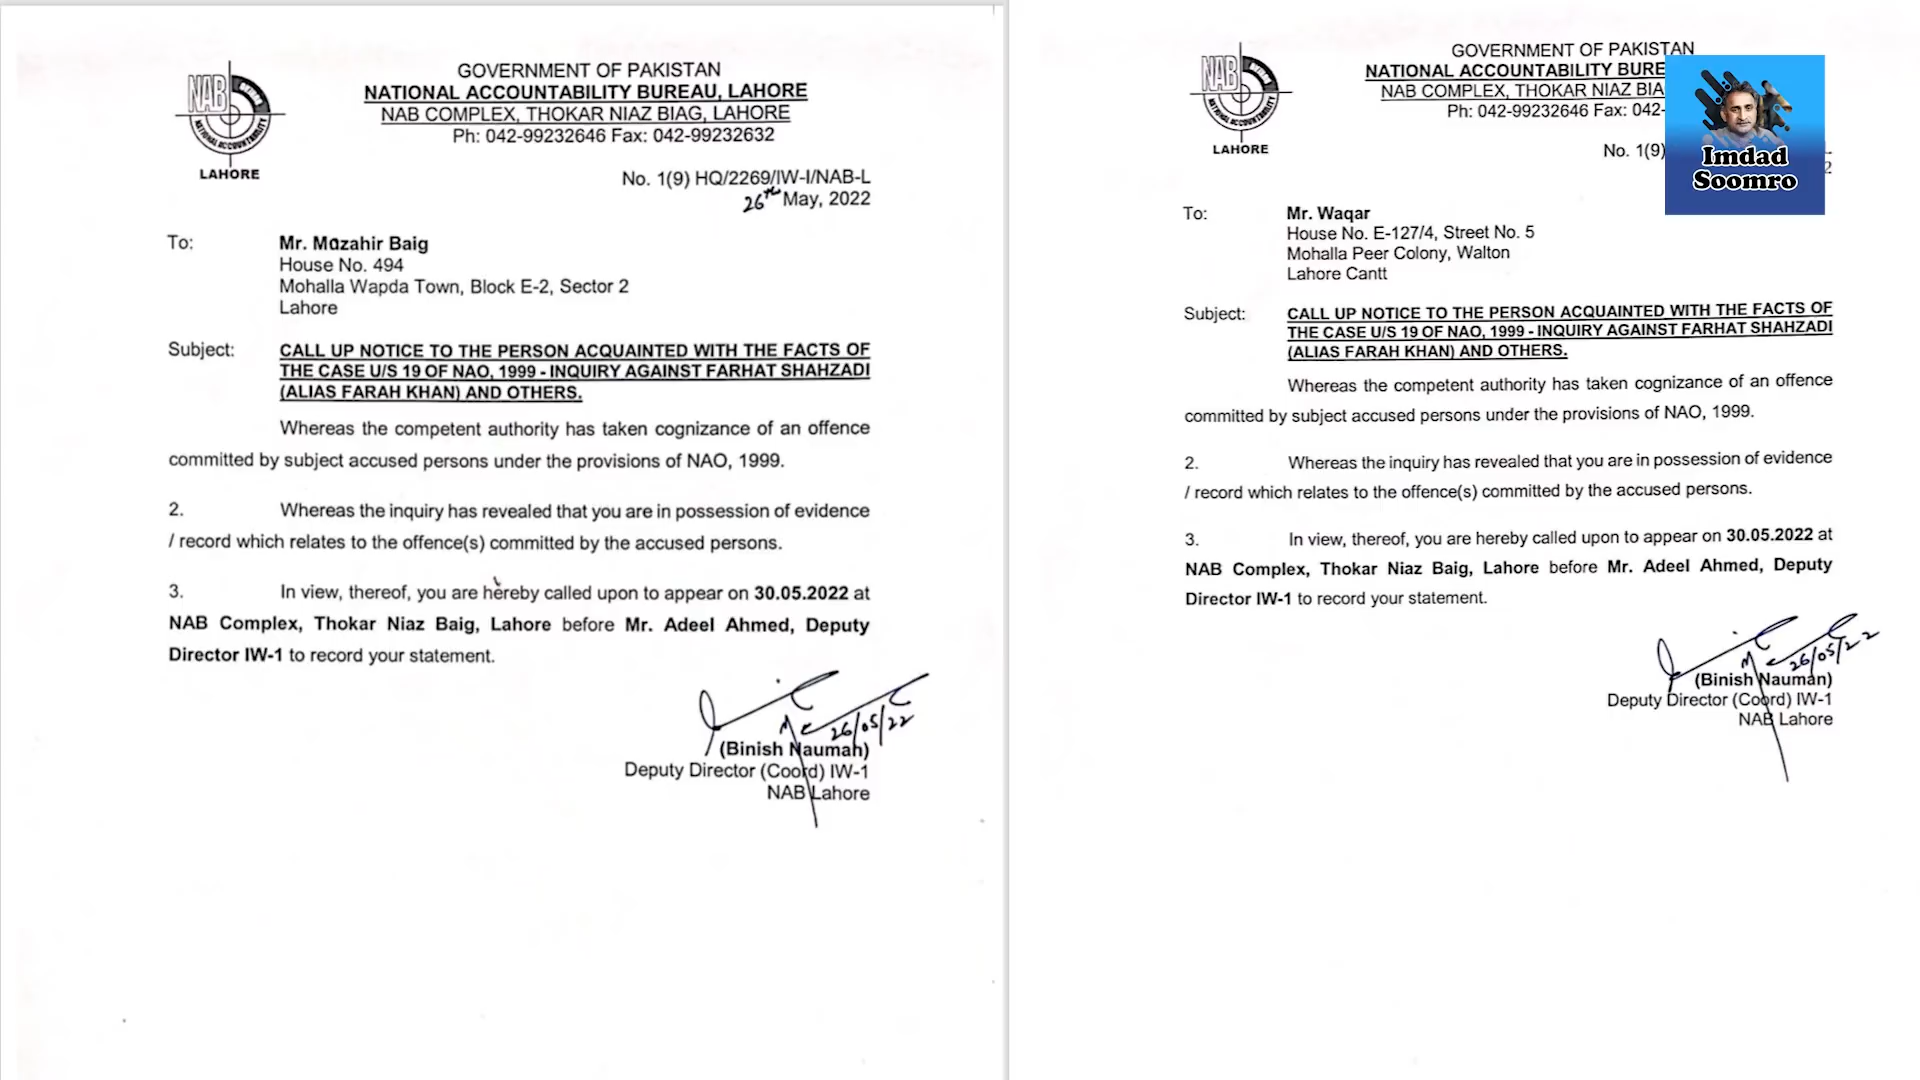 GOVERNMENT OF PAKISTAN
NATIONAL ACCOUNTABILITY BUREAU, LAHORE
NAB COMPLEX, THOKAR NIAZ BIAG, LAHORE
Ph: 042-99232646 Fax: 042-99232632
NAB
NATIONAL ACCOUNTABILITY
LAHORE
No. 1(9) HQ/2269/IW-I/NAB-L
26th May, 2022
To:
Mr. Mazahir Baig
House No. 494
Mohalla Wapda Town, Block E-2, Sector 2
Lahore
Subject:
CALL UP NOTICE TO THE PERSON ACQUAINTED WITH THE FACTS OF
THE CASE U/S 19 OF NAO, 1999 - INQUIRY AGAINST FARHAT SHAHZADI
(ALIAS FARAH KHAN) AND OTHERS.
Whereas the competent authority has taken cognizance of an offence
committed by subject accused persons under the provisions of NAO, 1999.
2. Whereas the inquiry has revealed that you are in possession of evidence
/ record which relates to the offence(s) committed by the accused persons.
3. In view, thereof, you are hereby called upon to appear on 30.05.2022 at
NAB Complex, Thokar Niaz Baig, Lahore before Mr. Adeel Ahmed, Deputy
Director IW-1 to record your statement.
26/05/22
(Binish Nauman)
Deputy Director (Coord) IW-1
NAB Lahore
GOVERNMENT OF PAKISTAN
NATIONAL ACCOUNTABILITY BURE
NAB COMPLEX, THOKAR NIAZ BIA
Ph: 042-99232646 Fax: 042-
NAB
NATIONAL ACCOUNTABILITY
LAHORE
No. 1(9)
Imdad
Soomro
To:
Mr. Waqar
House No. E-127/4, Street No. 5
Mohalla Peer Colony, Walton
Lahore Cantt
Subject:
CALL UP NOTICE TO THE PERSON ACQUAINTED WITH THE FACTS OF
THE CASE U/S 19 OF NAO, 1999 - INQUIRY AGAINST FARHAT SHAHZADI
(ALIAS FARAH KHAN) AND OTHERS.
Whereas the competent authority has taken cognizance of an offence
committed by subject accused persons under the provisions of NAO, 1999.
2. Whereas the inquiry has revealed that you are in possession of evidence
/ record which relates to the offence(s) committed by the accused persons.
3. In view, thereof, you are hereby called upon to appear on 30.05.2022 at
NAB Complex, Thokar Niaz Baig, Lahore before Mr. Adeel Ahmed, Deputy
Director IW-1 to record your statement.
26/05/22
(Binish Nauman)
Deputy Director (Coord) IW-1
NAB Lahore